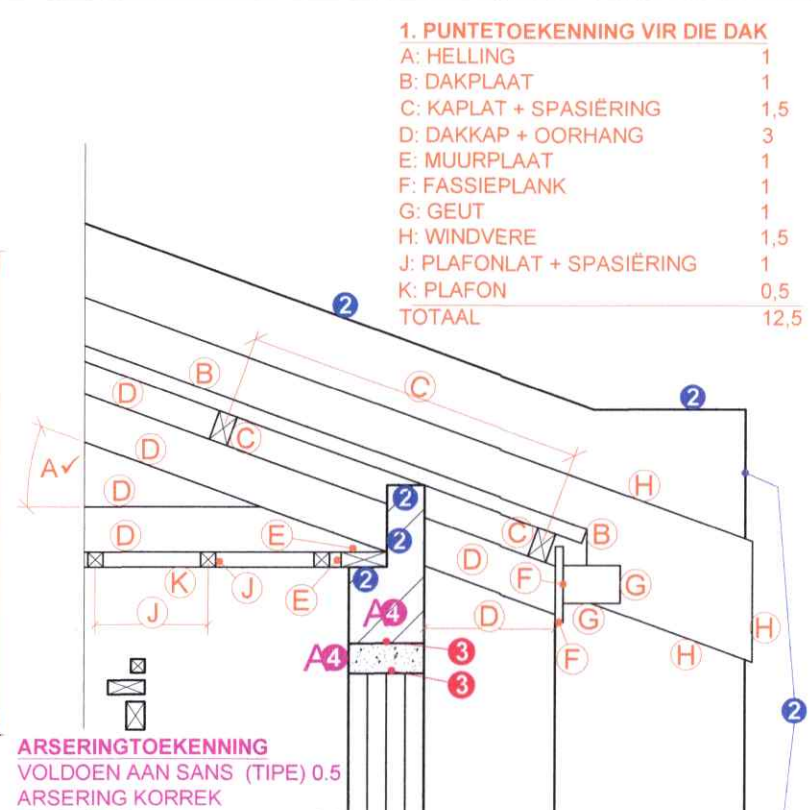 1. PUNTETOEKENNING VIR DIE DAK
A: HELLING 1
B: DAKPLAAT 1
C: KAPLAT + SPASIËRING 1,5
D: DAKKAP + OORHANG 3
E: MUURPLAAT 1
F: FASSIEPLANK 1
G: GEUT 1
H: WINDVERE 1,5
J: PLAFONLAT + SPASIËRING 1
K: PLAFON 0,5
TOTAAL 12,5
2
B
C
2
D
C
A✓
D
H
D
2
C
B
D
E
2
D
F
G
K
J
E
2
J
D
G
H
A4
F
H
A4
3
3
2
ARSERINGTOEKENNING
VOLDOEN AAN SANS (TIPE) 0.5
ARSERING KORREK